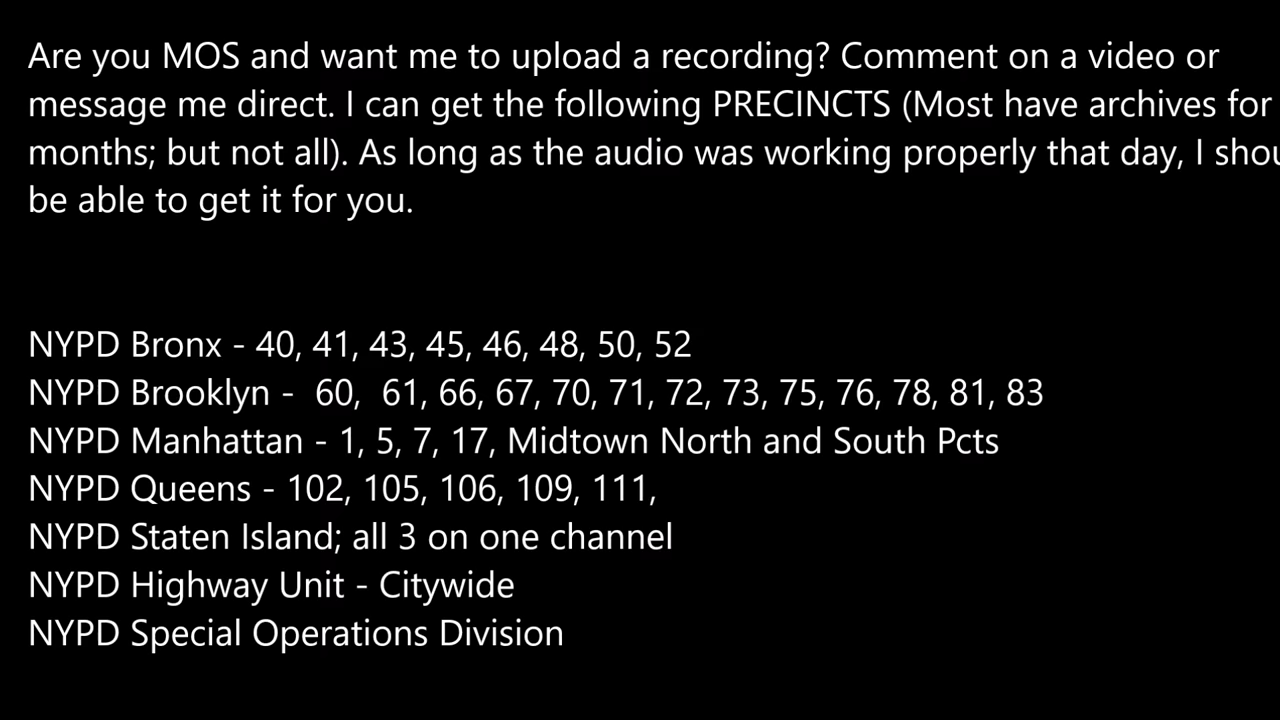 Are you MOS and want me to upload a recording? Comment on a video or
message me direct. I can get the following PRECINCTS (Most have archives for
months; but not all). As long as the audio was working properly that day, I
be able to get it for you.
NYPD Bronx - 40, 41, 43, 45, 46, 48, 50, 52
NYPD Brooklyn -  60,  61, 66, 67, 70, 71, 72, 73, 75, 76, 78, 81, 83
NYPD Manhattan - 1, 5, 7, 17, Midtown North and South Pcts
NYPD Queens - 102, 105, 106, 109, 111,
NYPD Staten Island; all 3 on one channel
NYPD Highway Unit - Citywide
NYPD Special Operations Division